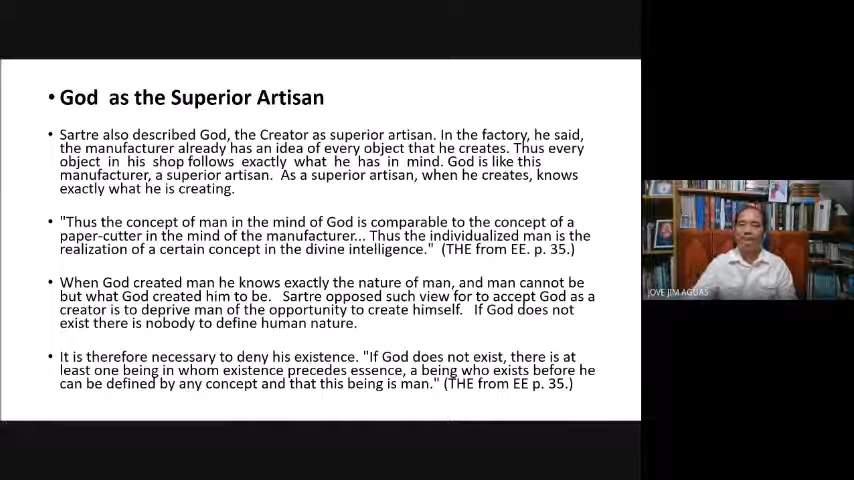 • God  as the Superior Artisan
• Sartre also described God, the Creator as superior artisan. In the factory, he said,
the manufacturer already has an idea of every object that he creates. Thus every
object in his shop follows exactly what he has in mind. God is like this
manufacturer, a superior artisan.  As a superior artisan, when he creates, knows
exactly what he is creating.
• "Thus the concept of man in the mind of God is comparable to the concept of a
paper-cutter in the mind of the manufacturer... Thus the individualized man is the
realization of a certain concept in the divine intelligence."  (THE from EE. p. 35.)
• When God created man he knows exactly the nature of man, and man cannot be
but what God created him to be.   Sartre opposed such view for to accept God as a
creator is to deprive man of the opportunity to create himself.   If God does not
exist there is nobody to define human nature.
• It is therefore necessary to deny his existence. "If God does not exist, there is at
least one being in whom existence precedes essence, a being who exists before he
can be defined by any concept and that this being is man." (THE from EE p. 35.)
JOVE JIM AGUAS